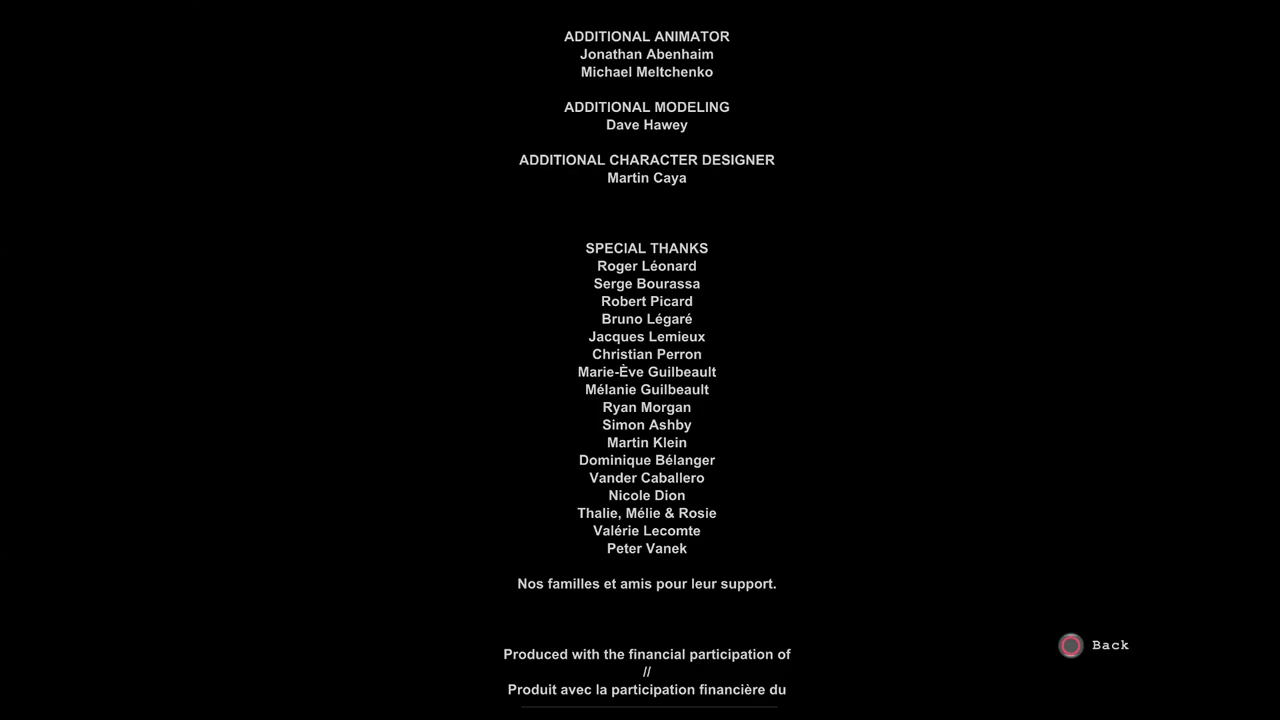 ADDITIONAL ANIMATOR
Jonathan Abenhaim
Michael Meltchenko
ADDITIONAL MODELING
Dave Hawey
ADDITIONAL CHARACTER DESIGNER
Martin Caya
SPECIAL THANKS
Roger Léonard
Serge Bourassa
Robert Picard
Bruno Légaré
Jacques Lemieux
Christian Perron
Marie-Ève Guilbeault
Mélanie Guilbeault
Ryan Morgan
Simon Ashby
Martin Klein
Dominique Bélanger
Vander Caballero
Nicole Dion
Thalie, Mélie & Rosie
Valérie Lecomte
Peter Vanek
Nos familles et amis pour leur support.
Back
Produced with the financial participation of
//
Produit avec la participation financière du